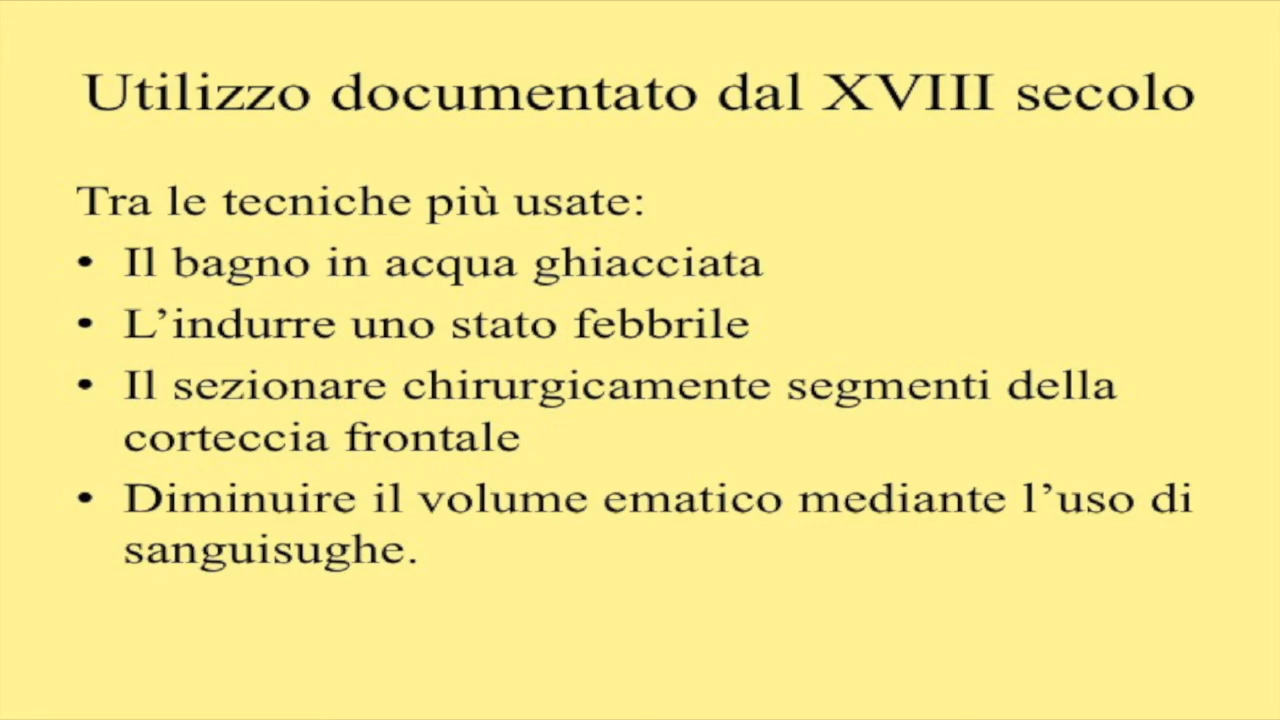 Utilizzo documentato dal XVIII secolo
Tra le tecniche più usate:
• Il bagno in acqua ghiacciata
• L’indurre uno stato febbrile
• Il sezionare chirurgicamente segmenti della
corteccia frontale
• Diminuire il volume ematico mediante l’uso di
sanguisughe.